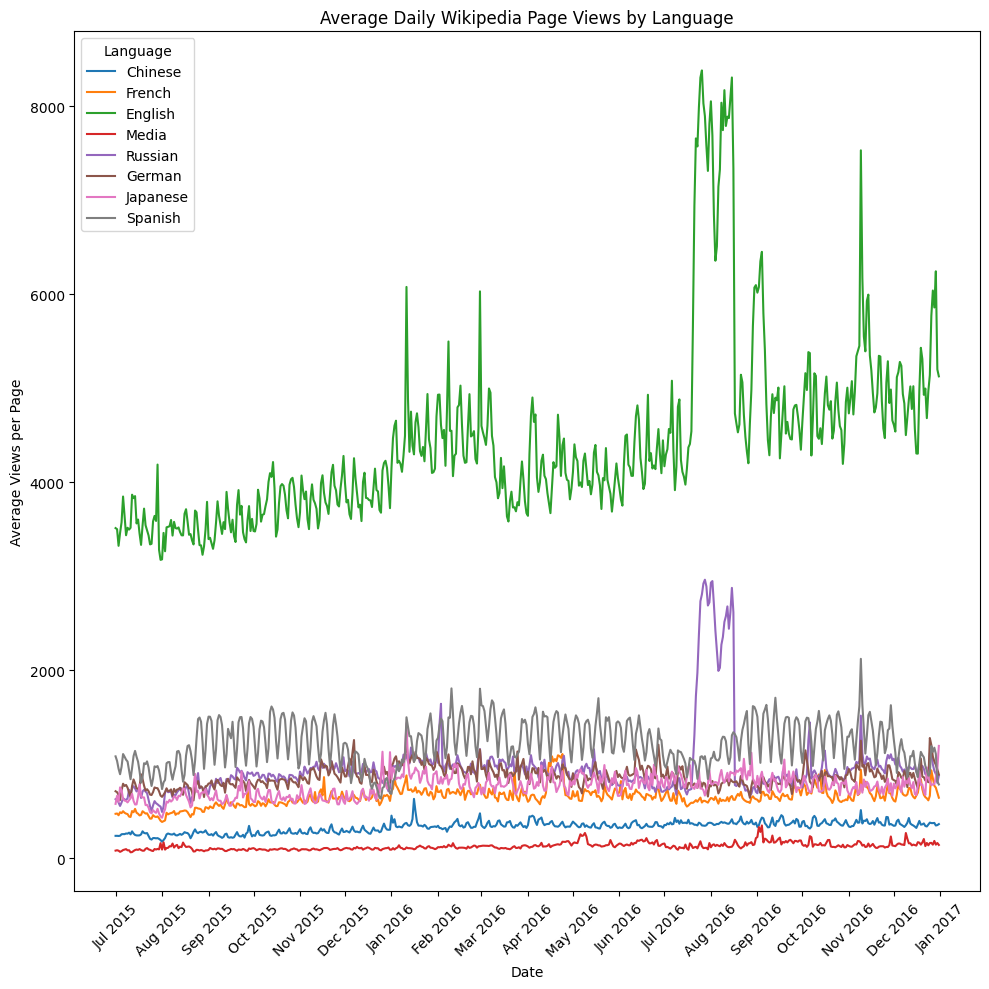 Average Daily Wikipedia Page Views by Language
Language
Chinese
French
English
Media
Russian
German
Japanese
Spanish
Average Views per Page
8000
6000
4000
2000
0
Jul 2015
Aug 2015
Sep 2015
Oct 2015
Nov 2015
Dec 2015
Jan 2016
Feb 2016
Mar 2016
Apr 2016
May 2016
Jun 2016
Jul 2016
Aug 2016
Sep 2016
Oct 2016
Nov 2016
Dec 2016
Jan 2017
Date